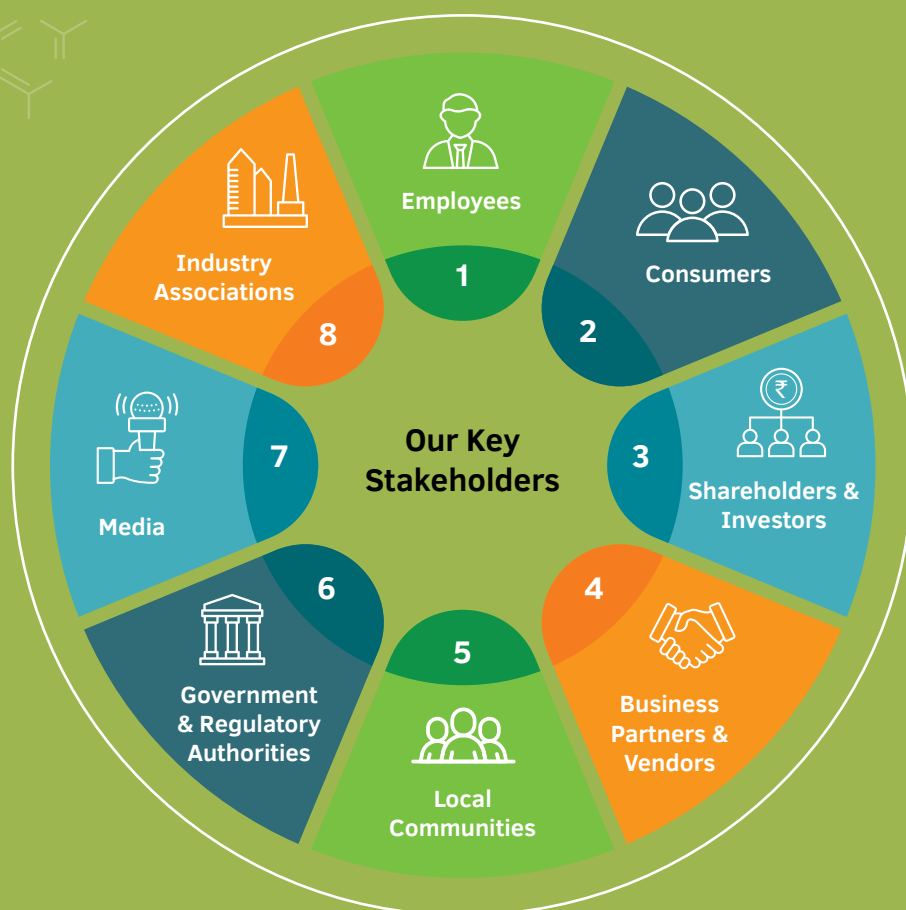 Our Key
Stakeholders
Employees
1
Consumers
2
₹
Shareholders &
Investors
3
4
Business
Partners &
Vendors
5
Local
Communities
6
Government
& Regulatory
Authorities
7
Media
Industry
Associations
8